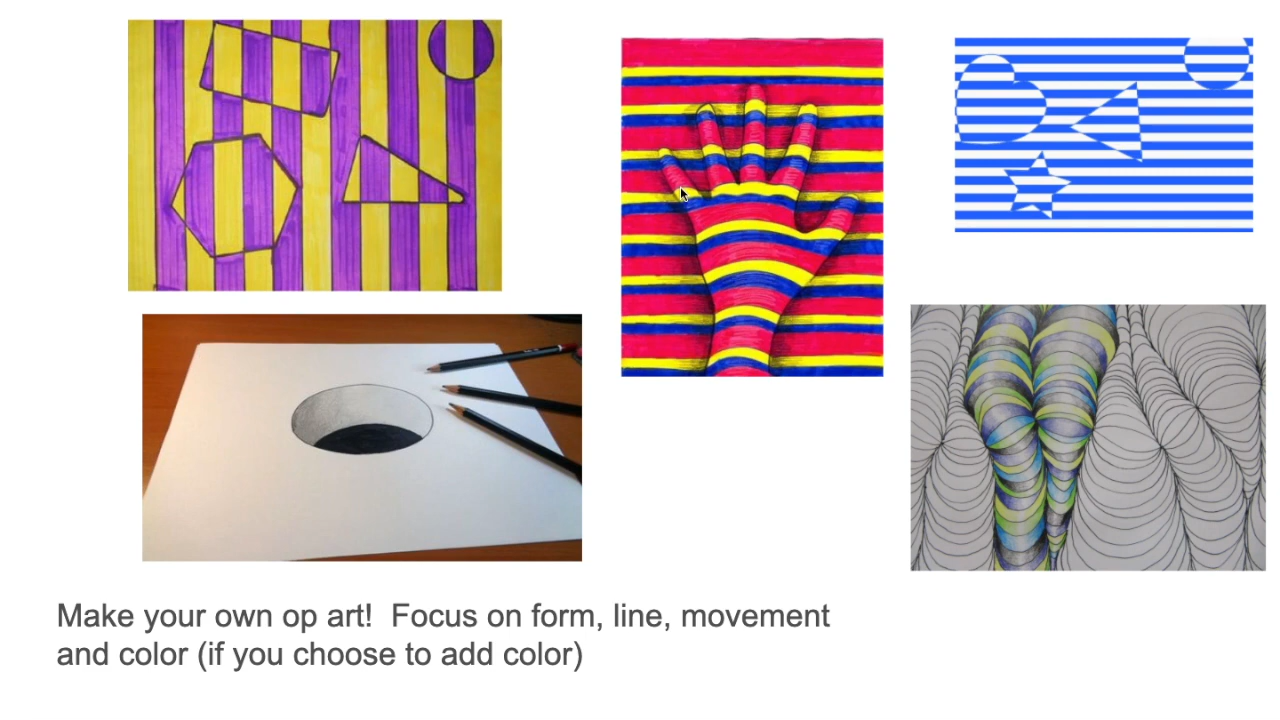 Make your own op art!  Focus on form, line, movement
and color (if you choose to add color)